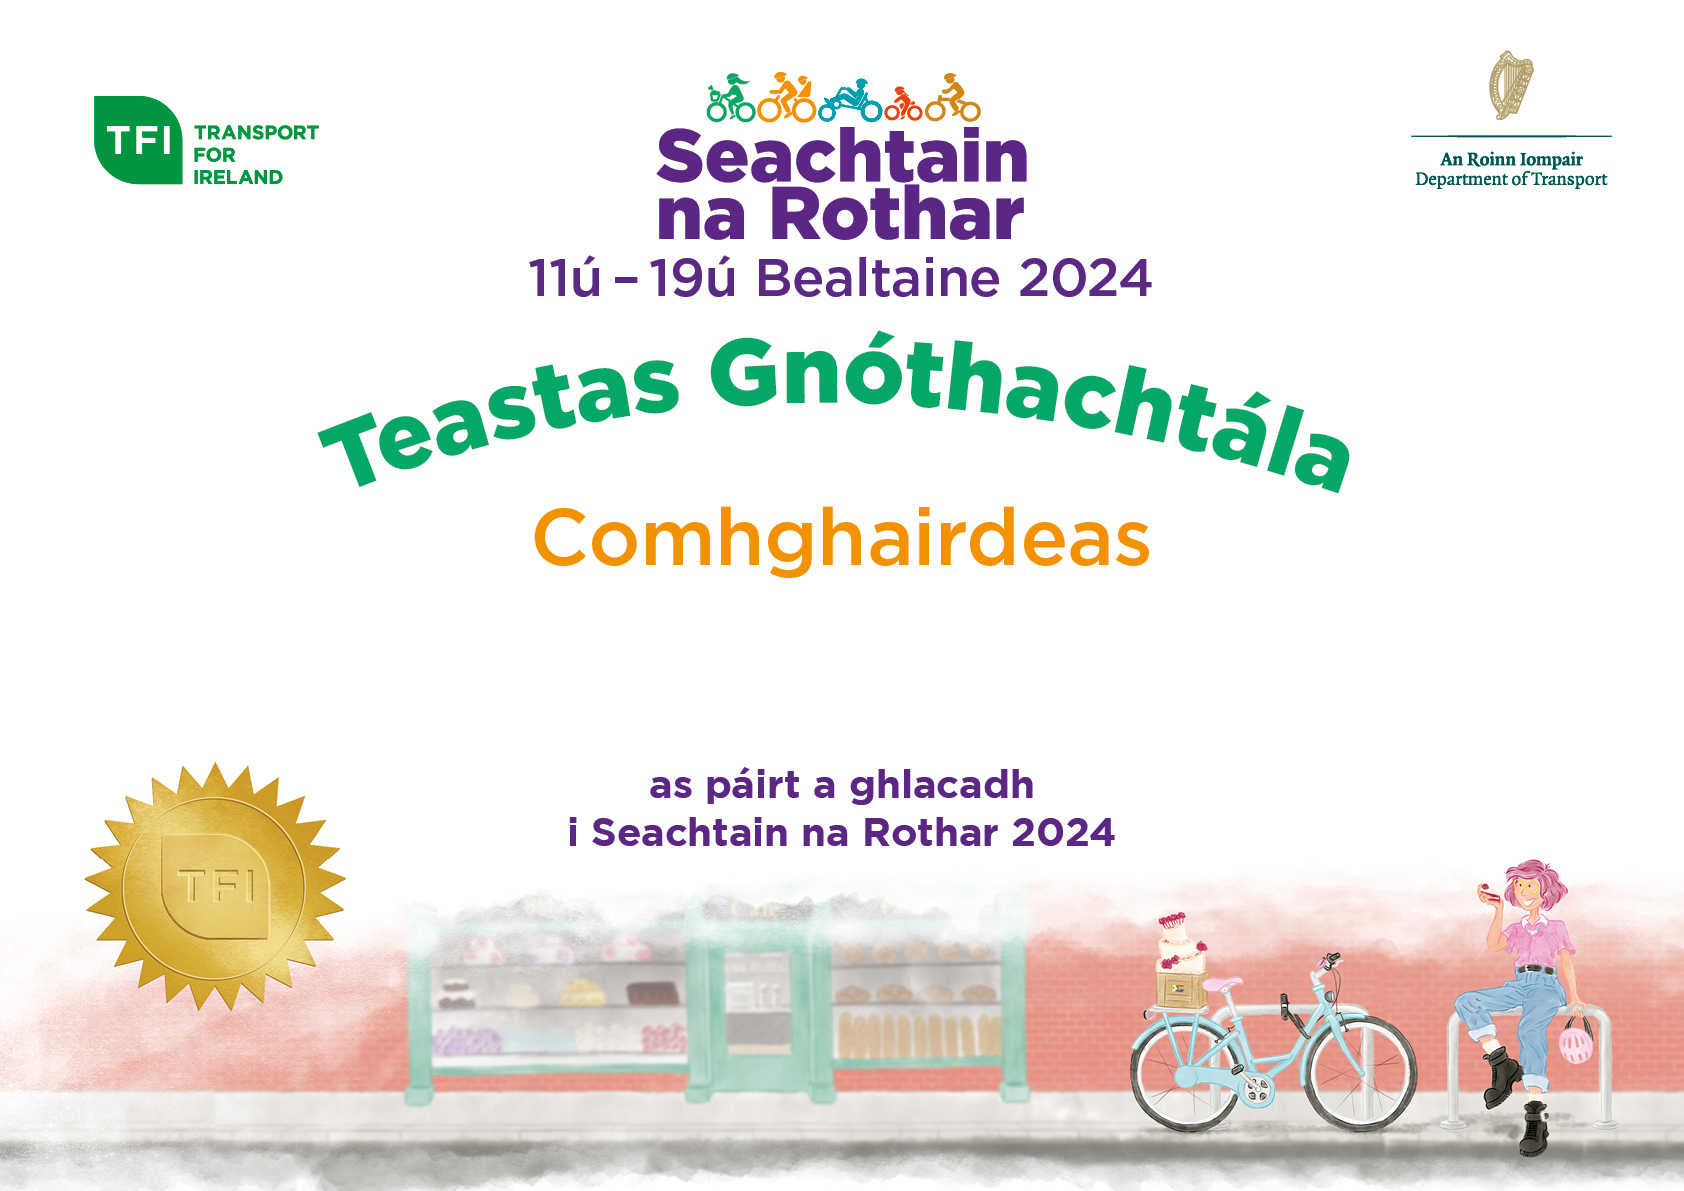 TFI TRANSPORT
FOR
IRELAND
Seachtain
na Rothar
11ú – 19ú Bealtaine 2024
An Roinn Iompair
Department of Transport
Teastas Gnóthachtála
Comhghairdeas
as páirt a ghlacadh
i Seachtain na Rothar 2024
TFI